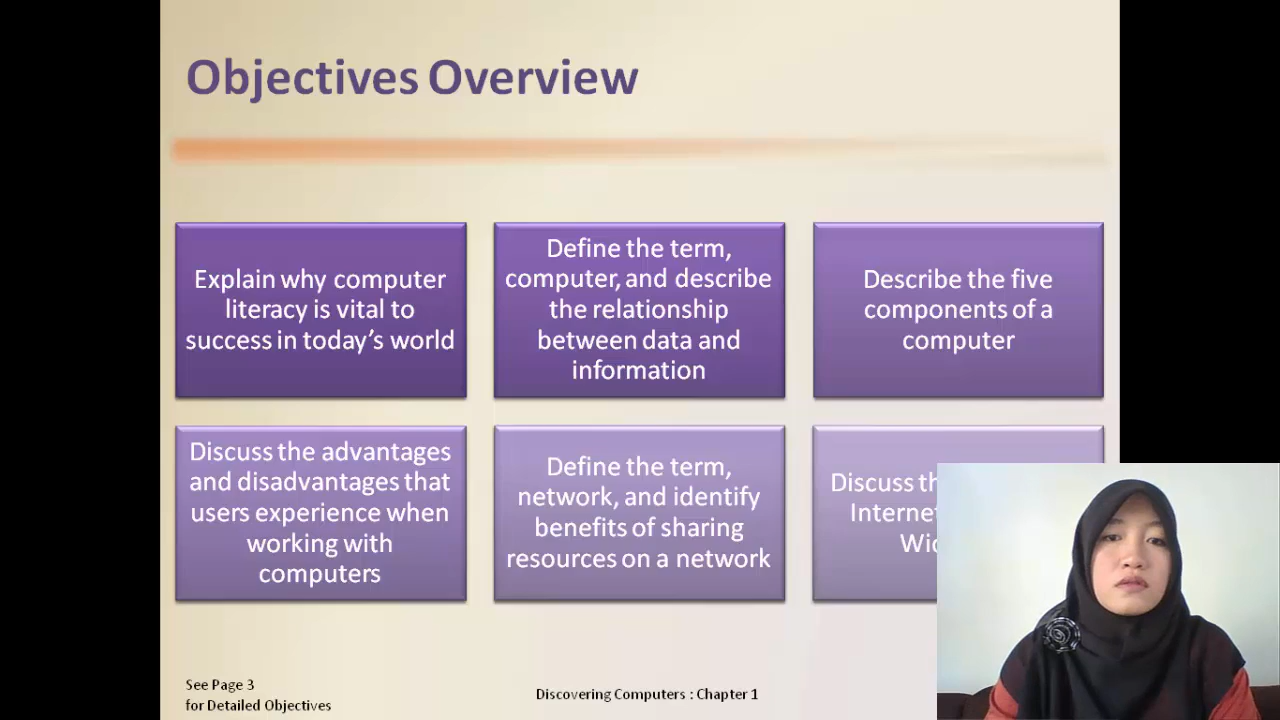 Objectives Overview
Explain why computer
literacy is vital to
success in today's world
Define the term,
computer, and describe
the relationship
between data and
information
Describe the five
components of a
computer
Discuss the advantages
and disadvantages that
users experience when
working with
computers
Define the term,
network, and identify
benefits of sharing
resources on a network
Discuss
Internet
See Page 3
for Detailed Objectives
Discovering Computers : Chapter 1